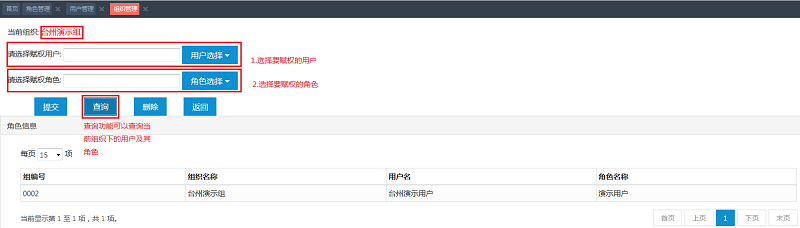 首页 角色管理 × 用户管理 × 组织管理 ×
当前组织: 台州演示组
请选择赋权用户: 用户选择
1.选择要赋权的用户
请选择赋权角色: 角色选择
2.选择要赋权的角色
提交 查询 删除 返回
角色信息
查询功能可以查询当
前组织下的用户及其
角色
每页 15 项
组编号 组织名称 用户名 角色名称
0002 台州演示组 台州演示用户 演示用户
当前显示第 1 至 1 项，共 1 项。
首页 上页 1 下页 末页